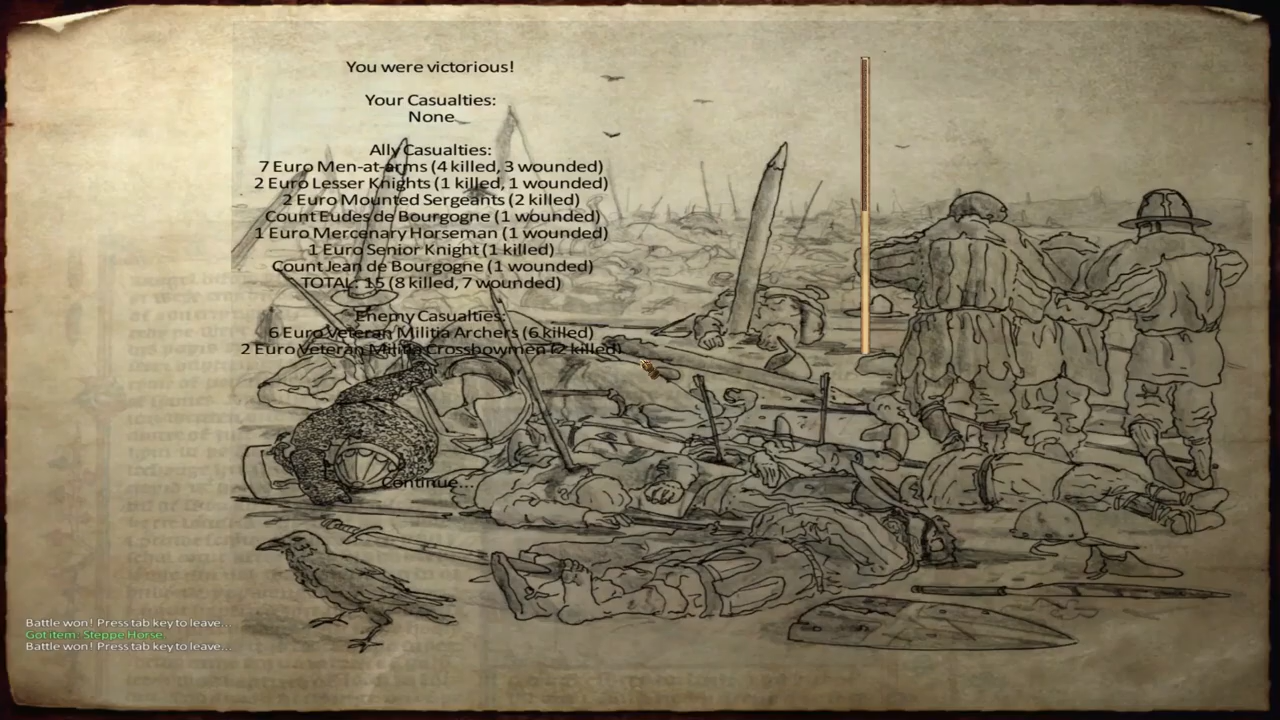 You were victorious!
Your Casualties:
None
Ally Casualties:
7 Euro Men-at-arms (4 killed, 3 wounded)
2 Euro Lesser Knights (1 killed, 1 wounded)
2 Euro Mounted Sergeants (2 killed)
Count Eudes de Bourgogne (1 wounded)
1 Euro Mercenary Horseman (1 wounded)
1 Euro Senior Knight (1 killed)
Count Jean de Bourgogne (1 wounded)
TOTAL: 15 (8 killed, 7 wounded)
Enemy Casualties:
6 Euro Veteran Militia Archers (6 killed)
2 Euro Veteran Militia Crossbowmen (2 killed)
Continue...
Battle won! Press tab key to leave...
Got item: Steppe Horse.
Battle won! Press tab key to leave...